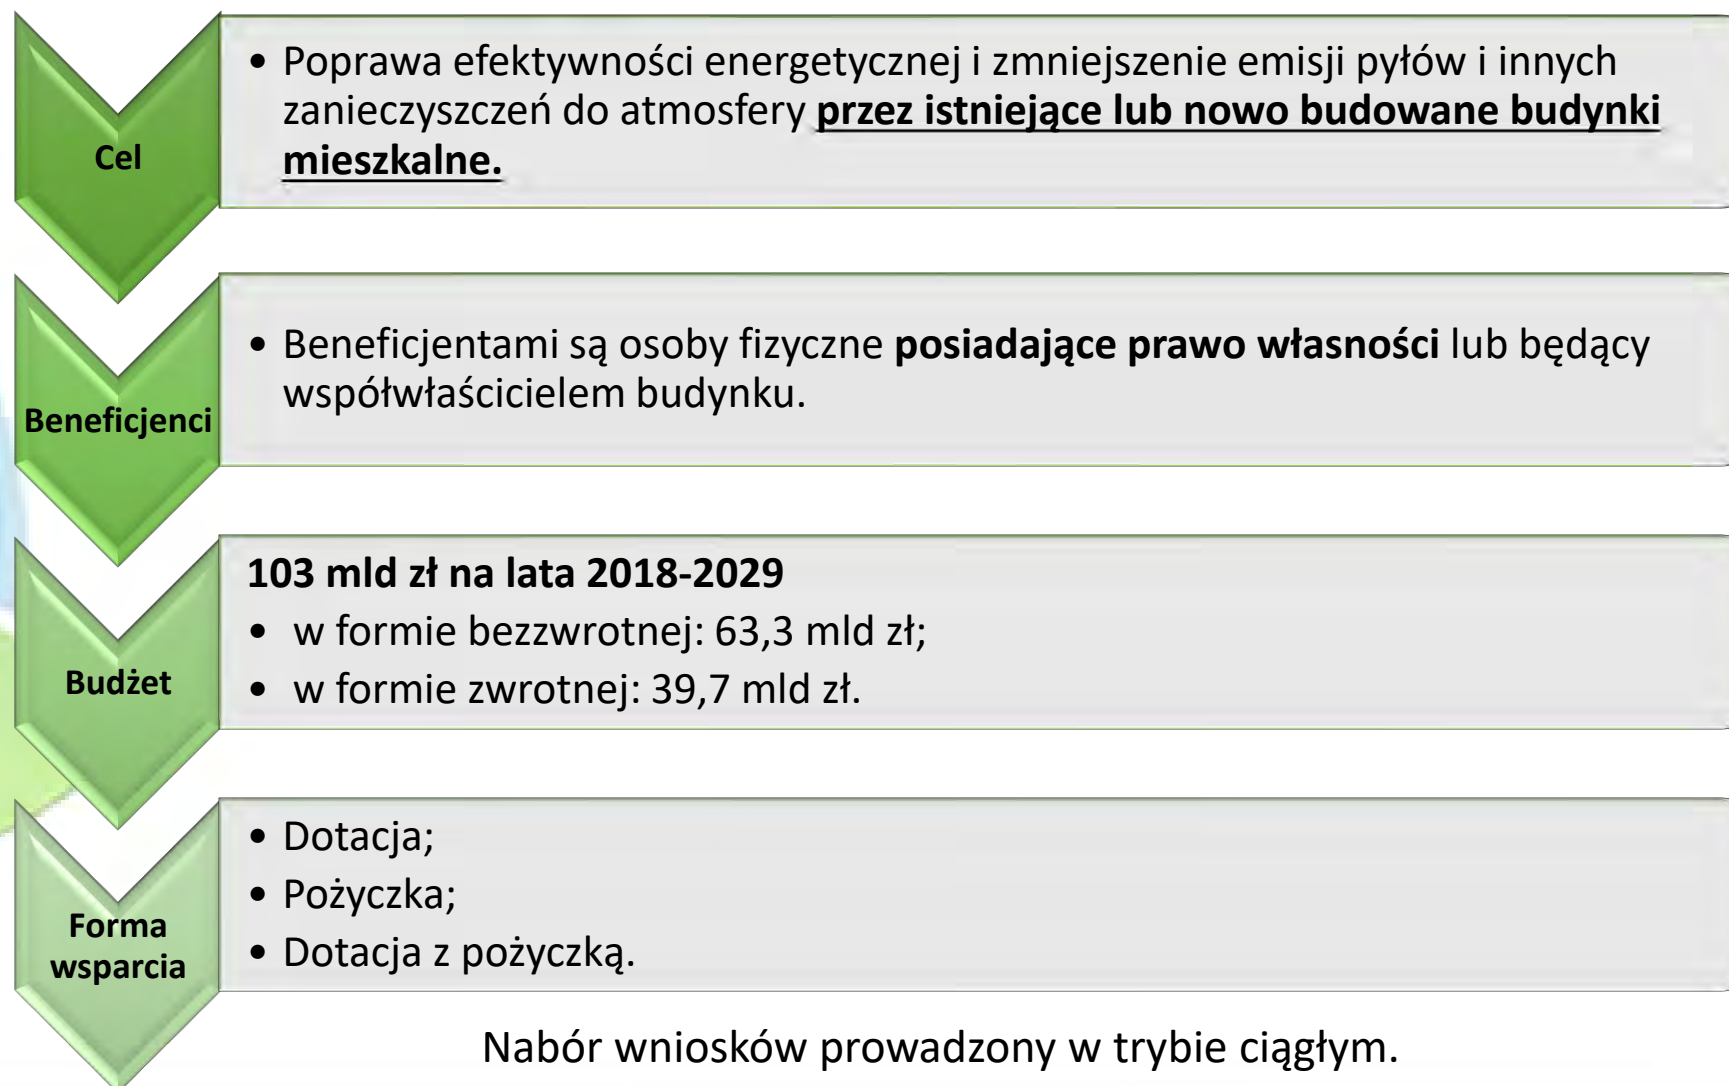 Cel
• Poprawa efektywności energetycznej i zmniejszenie emisji pyłów i innych
zanieczyszczeń do atmosfery przez istniejące lub nowo budowane budynki
mieszkalne.
Beneficjenci
• Beneficjentami są osoby fizyczne posiadające prawo własności lub będący
współwłaścicielem budynku.
Budżet
103 mld zł na lata 2018-2029
• w formie bezzwrotnej: 63,3 mld zł;
• w formie zwrotnej: 39,7 mld zł.
Forma
wsparcia
• Dotacja;
• Pożyczka;
• Dotacja z pożyczką.
Nabór wniosków prowadzony w trybie ciągłym.